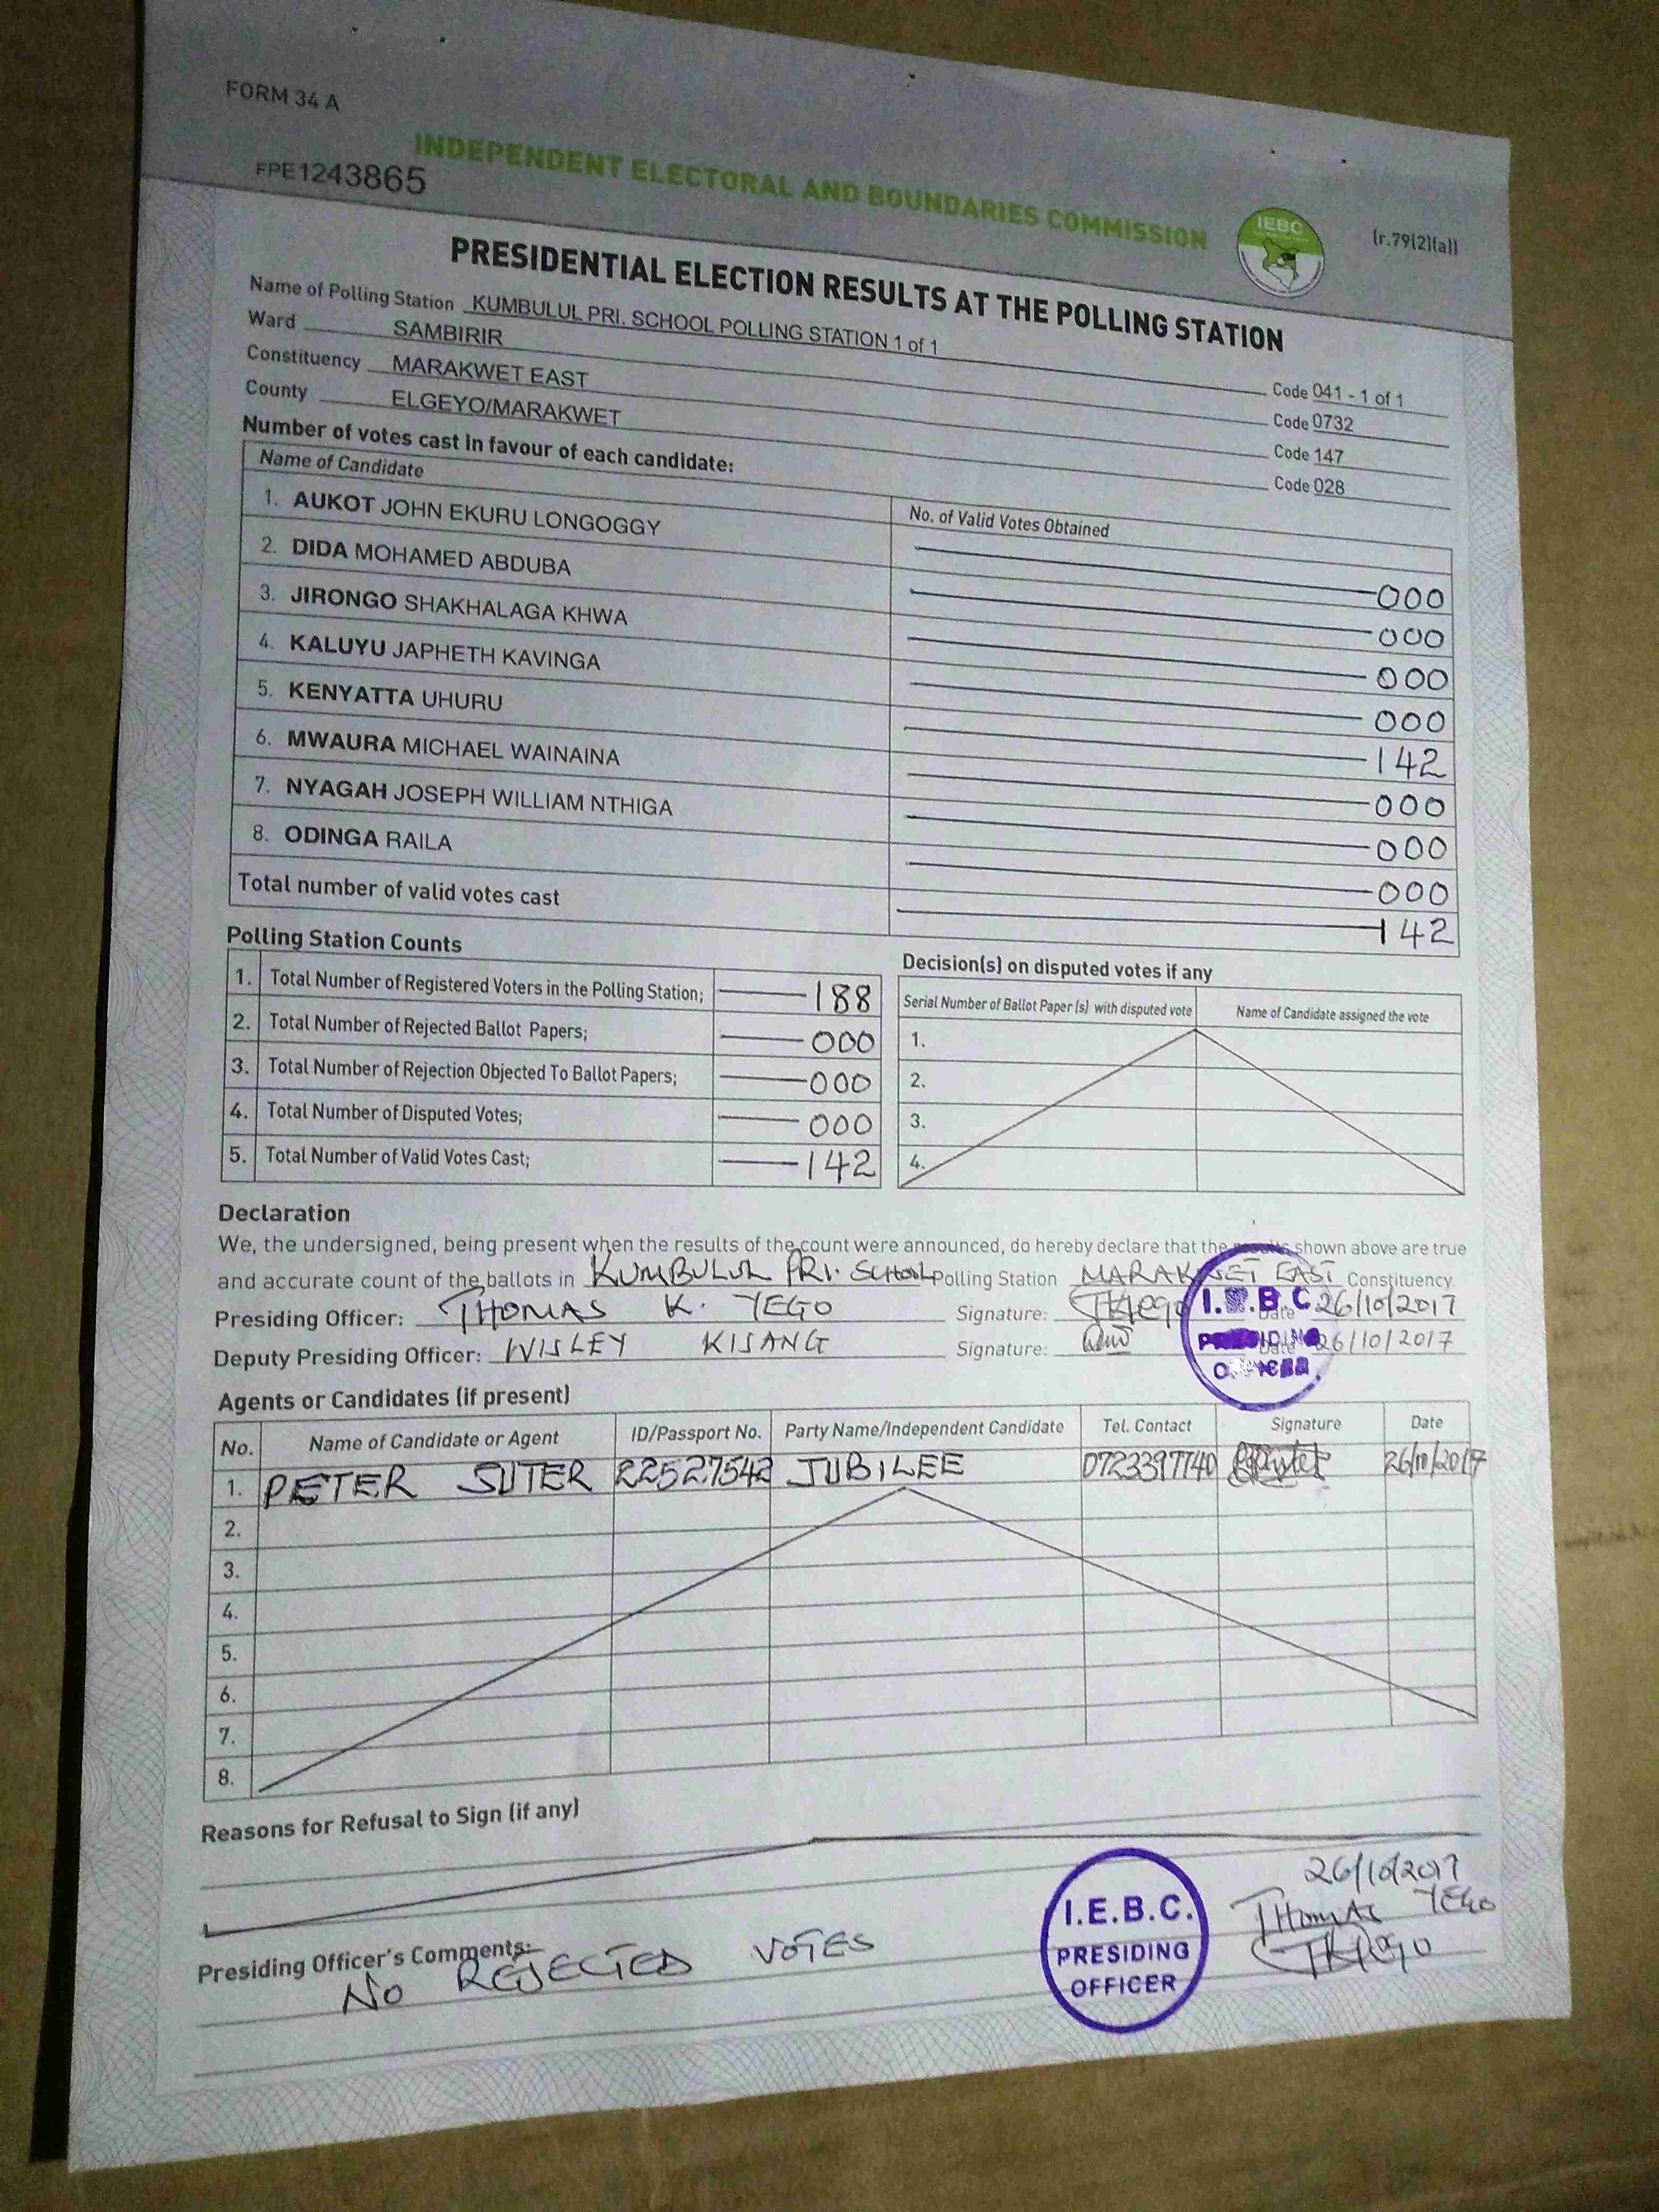 FORM 34 A
INDEPENDENT ELECTORAL AND BOUNDARIES COMMISSION
FPE1243865
IEBC
(r.79(2)(a))
PRESIDENTIAL ELECTION RESULTS AT THE POLLING STATION
Name of Polling Station KUMBULUL PRI. SCHOOL POLLING STATION 1 of 1 Code 041 - 1 of 1
Ward SAMBIRIR Code 0732
Constituency MARAKWET EAST Code 147
County ELGEYO/MARAKWET Code 028
Number of votes cast in favour of each candidate:
Name of Candidate No. of Valid Votes Obtained
1. AUKOT JOHN EKURU LONGOGGY 000
2. DIDA MOHAMED ABDUBA 000
3. JIRONGO SHAKHALAGA KHWA 000
4. KALUYU JAPHETH KAVINGA 000
5. KENYATTA UHURU 142
6. MWAURA MICHAEL WAINAINA 000
7. NYAGAH JOSEPH WILLIAM NTHIGA 000
8. ODINGA RAILA 000
Total number of valid votes cast 142
Polling Station Counts
1. Total Number of Registered Voters in the Polling Station; 188
2. Total Number of Rejected Ballot Papers; 000
3. Total Number of Rejection Objected To Ballot Papers; 000
4. Total Number of Disputed Votes; 000
5. Total Number of Valid Votes Cast; 142
Decision(s) on disputed votes if any
Serial Number of Ballot Paper (s) with disputed vote Name of Candidate assigned the vote
1.
2.
3.
4.
Declaration
We, the undersigned, being present when the results of the count were announced, do hereby declare that the results shown above are true
and accurate count of the ballots in KUMBULUL PRI. SCHOOL Polling Station MARAKWET EAST Constituency.
Presiding Officer: THOMAS K. YEGO Signature: TKYego Date 26/10/2017
Deputy Presiding Officer: WISLEY KISANG Signature: Date 26/10/2017
I.E.B.C
PRESIDING
OFFICER
Agents or Candidates (if present)
No. Name of Candidate or Agent ID/Passport No. Party Name/Independent Candidate Tel. Contact Signature Date
1. PETER SUTER 22527542 JUBILEE 0723397740 26/10/2017
2.
3.
4.
5.
6.
7.
8.
Reasons for Refusal to Sign (if any)
Presiding Officer's Comments:
NO REJECTED VOTES
I.E.B.C.
PRESIDING
OFFICER
26/10/2017
THOMAS YEGO
TKYego